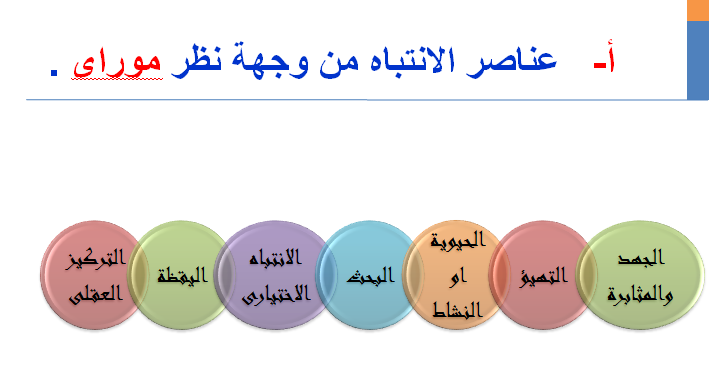 أ- عناصر الانتباه من وجهة نظر موراى .
الجهد
والمثابرة
التهيؤ
الحيوية
او
النشاط
البحث
الانتباه
الاختيارى
اليقظة
التركيز
العقلى